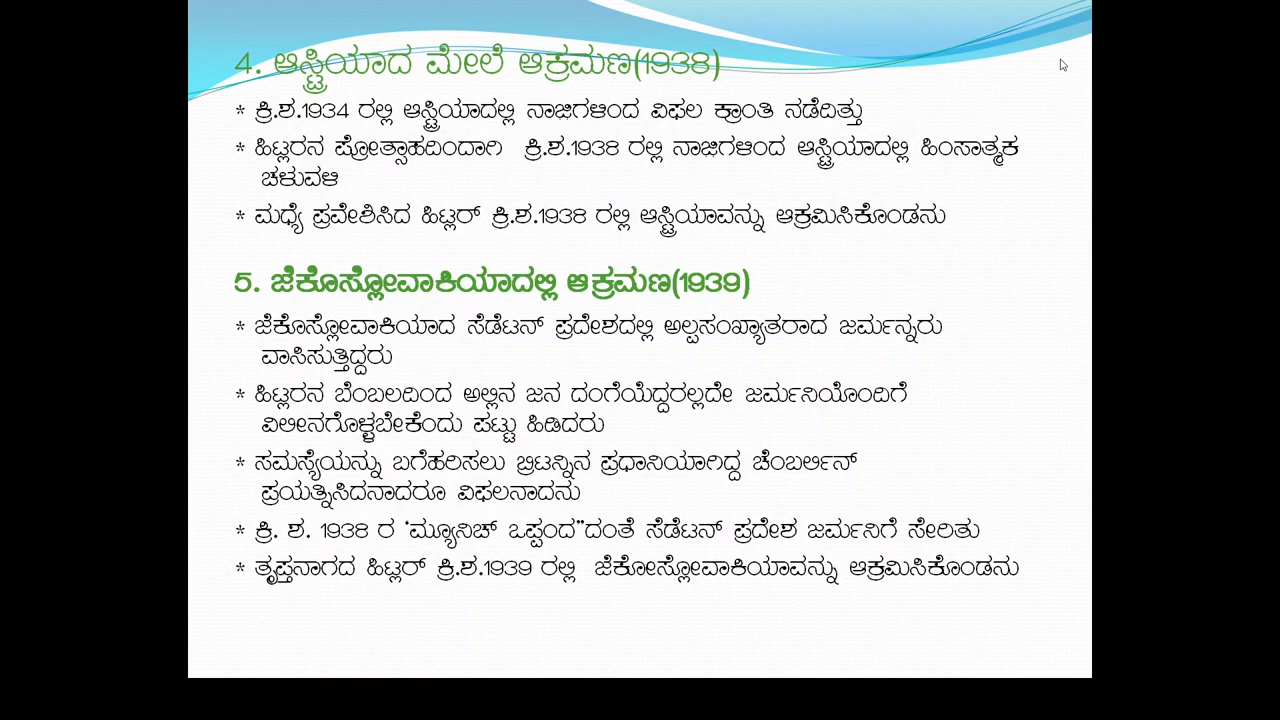 4. ಆಸ್ಟ್ರಿಯಾದ ಮೇಲೆ ಆಕ್ರಮಣ(1938)
* ಕ್ರಿ.ಶ.1934 ರಲ್ಲಿ ಆಸ್ಟ್ರಿಯಾದಲ್ಲಿ ನಾಜಿಗಳಿಂದ ವಿಫಲ ಕ್ರಾಂತಿ ನಡೆದಿತ್ತು
* ಹಿಟ್ಲರನ ಪ್ರೋತ್ಸಾಹದಿಂದಾಗಿ ಕ್ರಿ.ಶ.1938 ರಲ್ಲಿ ನಾಜಿಗಳಿಂದ ಆಸ್ಟ್ರಿಯಾದಲ್ಲಿ ಹಿಂಸಾತ್ಮಕ
ಚಳುವಳಿ
* ಮಧ್ಯೆ ಪ್ರವೇಶಿಸಿದ ಹಿಟ್ಲರ್ ಕ್ರಿ.ಶ.1938 ರಲ್ಲಿ ಆಸ್ಟ್ರಿಯಾವನ್ನು ಆಕ್ರಮಿಸಿಕೊಂಡನು
5. ಜೆಕೊಸ್ಲೋವಾಕಿಯಾದಲ್ಲಿ ಆಕ್ರಮಣ(1939)
* ಜೆಕೊಸ್ಲೋವಾಕಿಯಾದ ಸೆಡೆಟನ್ ಪ್ರದೇಶದಲ್ಲಿ ಅಲ್ಪಸಂಖ್ಯಾತರಾದ ಜರ್ಮನ್ನರು
ವಾಸಿಸುತ್ತಿದ್ದರು
* ಹಿಟ್ಲರನ ಬೆಂಬಲದಿಂದ ಅಲ್ಲಿನ ಜನ ದಂಗೆಯೆದ್ದರಲ್ಲದೇ ಜರ್ಮನಿಯೊಂದಿಗೆ
ವಿಲೀನಗೊಳ್ಳಬೇಕೆಂದು ಪಟ್ಟು ಹಿಡಿದರು
* ಸಮಸ್ಯೆಯನ್ನು ಬಗೆಹರಿಸಲು ಬ್ರಿಟನ್ನಿನ ಪ್ರಧಾನಿಯಾಗಿದ್ದ ಚೆಂಬರ್ಲಿನ್
ಪ್ರಯತ್ನಿಸಿದನಾದರೂ ವಿಫಲನಾದನು
* ಕ್ರಿ. ಶ. 1938 ರ ‘ಮ್ಯೂನಿಚ್ ಒಪ್ಪಂದ”ದಂತೆ ಸೆಡೆಟನ್ ಪ್ರದೇಶ ಜರ್ಮನಿಗೆ ಸೇರಿತು
* ತೃಪ್ತನಾಗದ ಹಿಟ್ಲರ್ ಕ್ರಿ.ಶ.1939 ರಲ್ಲಿ ಜೆಕೋಸ್ಲೋವಾಕಿಯಾವನ್ನು ಆಕ್ರಮಿಸಿಕೊಂಡನು